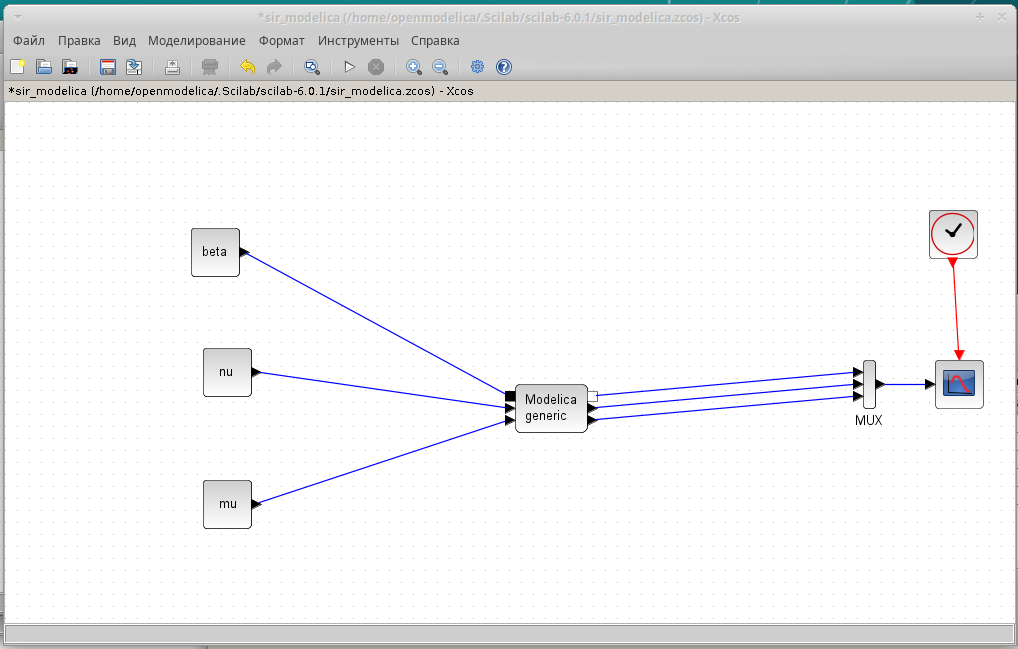 *sir_modelica (/home/openmodelica/.Scilab/scilab-6.0.1/sir_modelica.zcos) - Xcos
Файл Правка Вид Моделирование Формат Инструменты Справка
*sir_modelica (/home/openmodelica/.Scilab/scilab-6.0.1/sir_modelica.zcos) - Xcos
beta
nu
Modelica
generic
MUX
mu